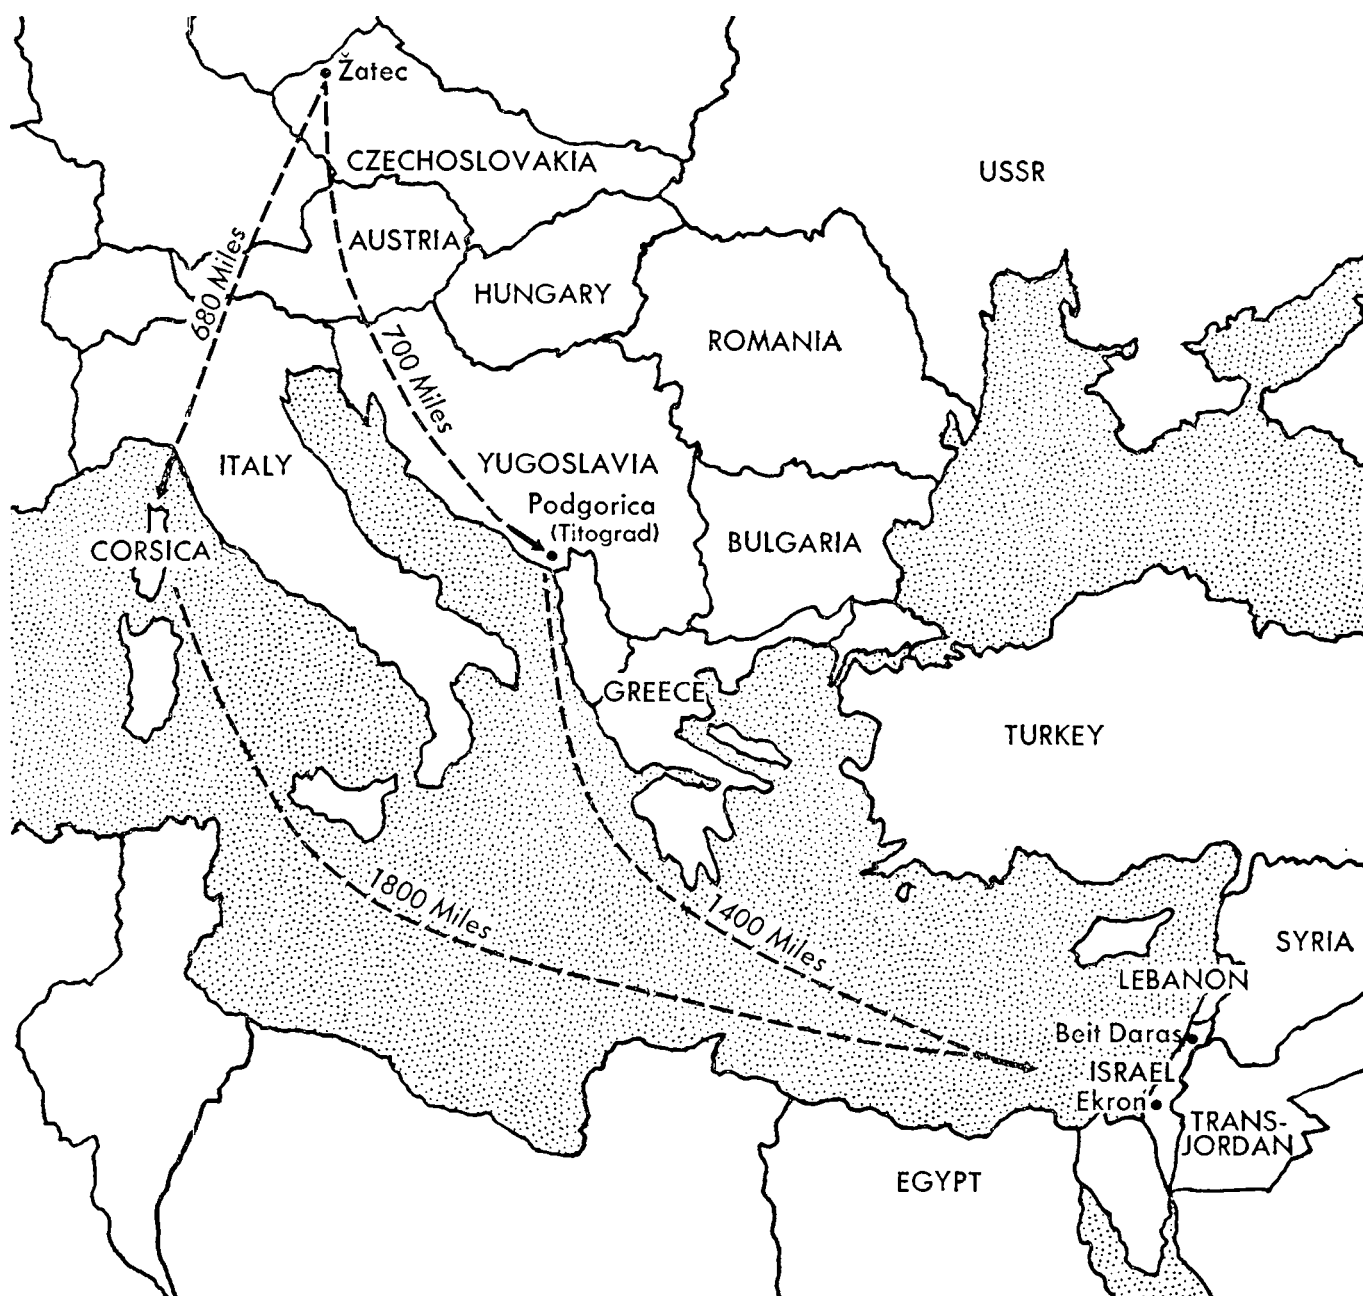 Žatec
CZECHOSLOVAKIA
USSR
AUSTRIA
680 Miles
HUNGARY
ROMANIA
700 Miles
ITALY
YUGOSLAVIA
Podgorica
(Titograd)
BULGARIA
CORSICA
GREECE
TURKEY
1800 Miles
1400 Miles
SYRIA
LEBANON
Beit Daras
ISRAEL
Ekron
TRANS-
JORDAN
EGYPT